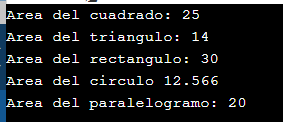 Area del cuadrado: 25
Area del triangulo: 14
Area del rectangulo: 30
Area del circulo 12.566
Area del paralelogramo: 20